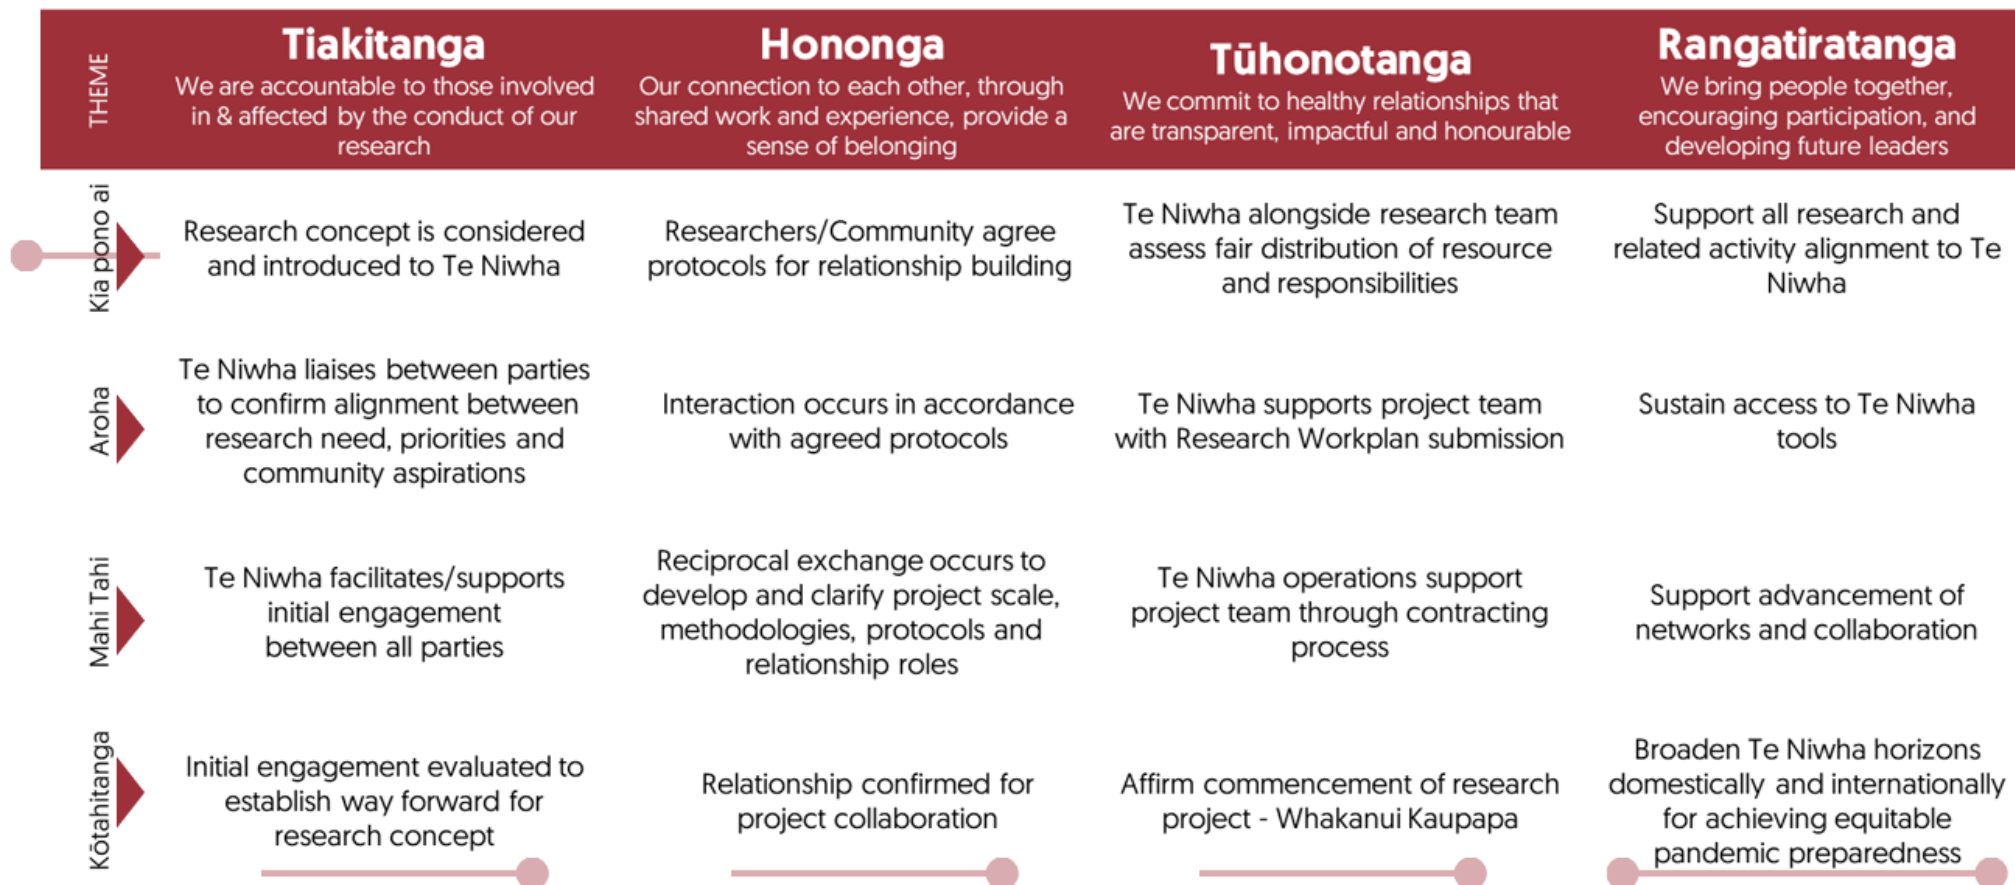 THEME
Tiakitanga
We are accountable to those involved
in & affected by the conduct of our
research
Hononga
Our connection to each other, through
shared work and experience, provide a
sense of belonging
Tūhonotanga
We commit to healthy relationships that
are transparent, impactful and honourable
Rangatiratanga
We bring people together,
encouraging participation, and
developing future leaders
Kia pono ai
Research concept is considered
and introduced to Te Niwha
Researchers/Community agree
protocols for relationship building
Te Niwha alongside research team
assess fair distribution of resource
and responsibilities
Support all research and
related activity alignment to Te
Niwha
Aroha
Te Niwha liaises between parties
to confirm alignment between
research need, priorities and
community aspirations
Interaction occurs in accordance
with agreed protocols
Te Niwha supports project team
with Research Workplan submission
Sustain access to Te Niwha
tools
Mahi Tahi
Te Niwha facilitates/supports
initial engagement
between all parties
Reciprocal exchange occurs to
develop and clarify project scale,
methodologies, protocols and
relationship roles
Te Niwha operations support
project team through contracting
process
Support advancement of
networks and collaboration
Kōtahitanga
Initial engagement evaluated to
establish way forward for
research concept
Relationship confirmed for
project collaboration
Affirm commencement of research
project - Whakanui Kaupapa
Broaden Te Niwha horizons
domestically and internationally
for achieving equitable
pandemic preparedness